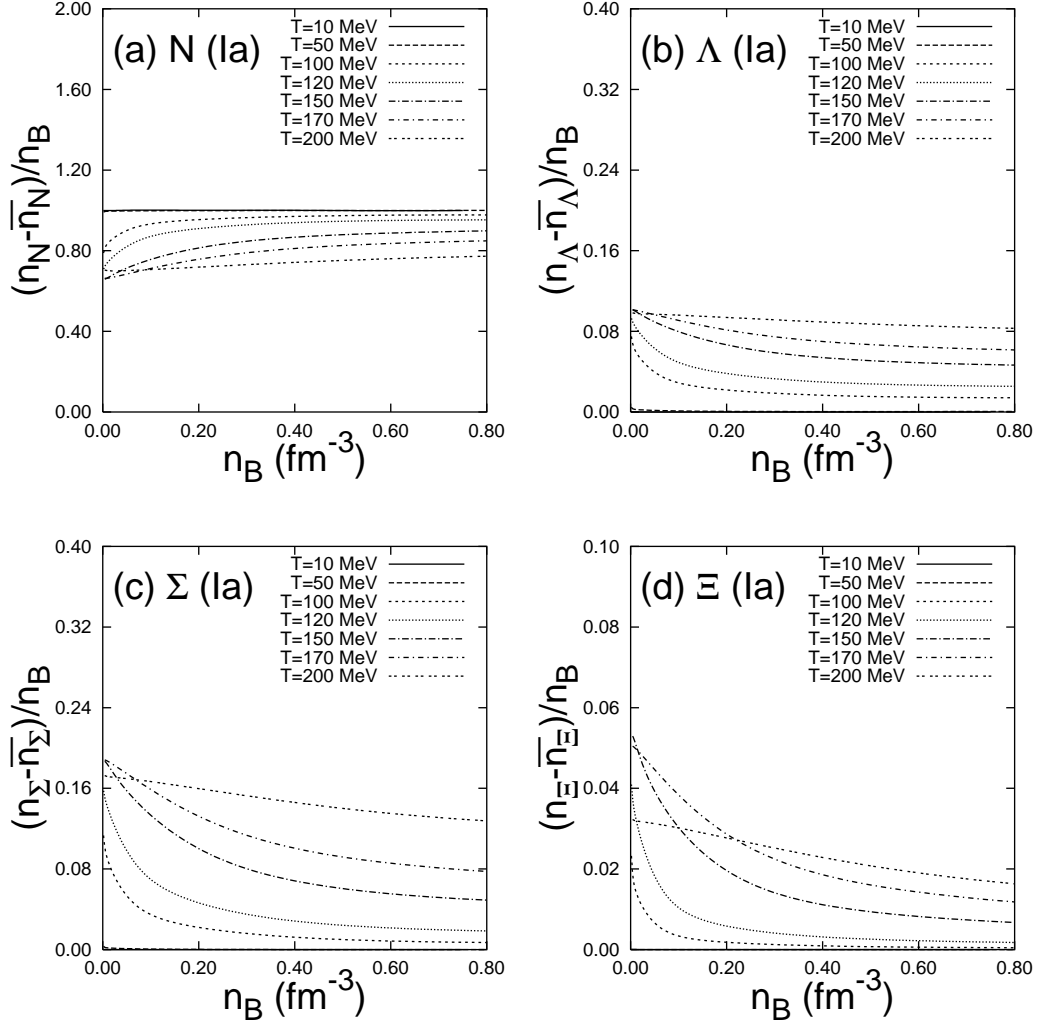 (a) N (Ia)
T=10 MeV
T=50 MeV
T=100 MeV
T=120 MeV
T=150 MeV
T=170 MeV
T=200 MeV
2.00
1.60
1.20
0.80
0.40
0.00
(n_N-n̅_N)/n_B
0.00 0.20 0.40 0.60 0.80
n_B (fm^-3)
(b) Λ (Ia)
T=10 MeV
T=50 MeV
T=100 MeV
T=120 MeV
T=150 MeV
T=170 MeV
T=200 MeV
0.40
0.32
0.24
0.16
0.08
0.00
(n_Λ-n̅_Λ)/n_B
0.00 0.20 0.40 0.60 0.80
n_B (fm^-3)
(c) Σ (Ia)
T=10 MeV
T=50 MeV
T=100 MeV
T=120 MeV
T=150 MeV
T=170 MeV
T=200 MeV
0.40
0.32
0.24
0.16
0.08
0.00
(n_Σ-n̅_Σ)/n_B
0.00 0.20 0.40 0.60 0.80
n_B (fm^-3)
(d) Ξ (Ia)
T=10 MeV
T=50 MeV
T=100 MeV
T=120 MeV
T=150 MeV
T=170 MeV
T=200 MeV
0.10
0.08
0.06
0.04
0.02
0.00
(n_Ξ-n̅_Ξ)/n_B
0.00 0.20 0.40 0.60 0.80
n_B (fm^-3)